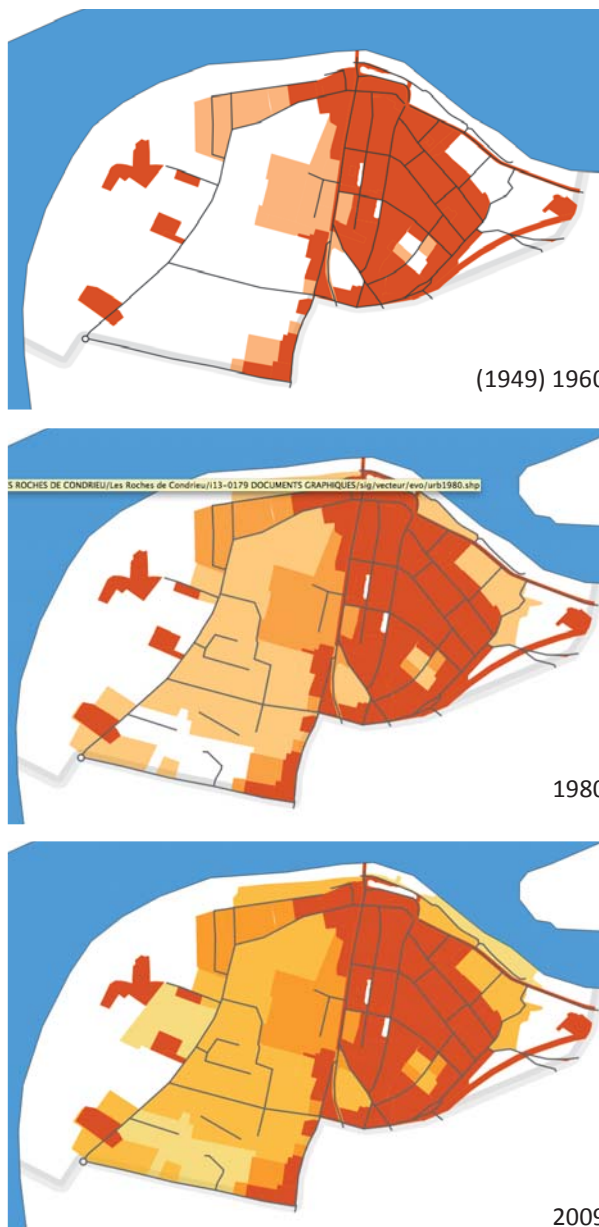 (1949) 1960
S ROCHES DE CONDRIEU/Les Roches de Condrieu/i13-0179 DOCUMENTS GRAPHIQUES/sig/vecteur/evo/urb1980.shp
1980
2009